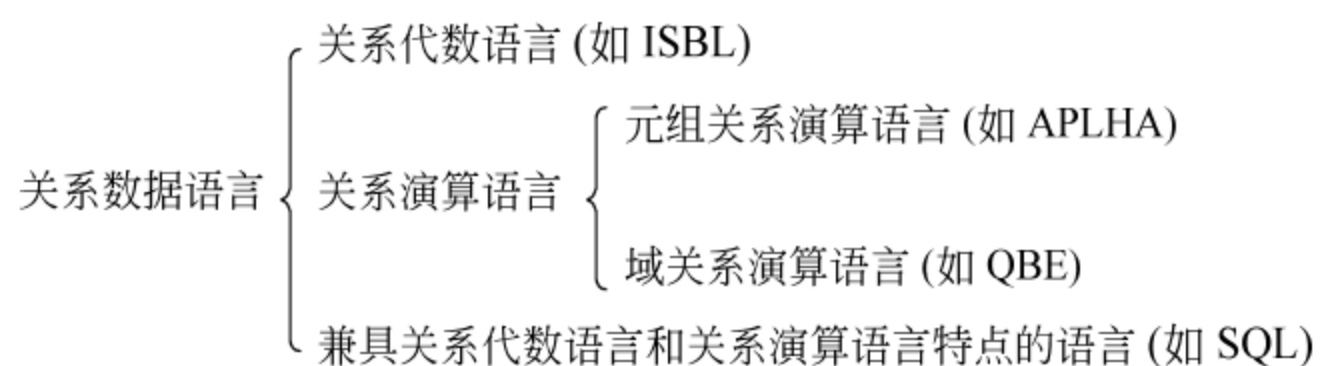 关系代数语言 (如 ISBL)
元组关系演算语言 (如 APLHA)
关系数据语言
关系演算语言
域关系演算语言 (如 QBE)
兼具关系代数语言和关系演算语言特点的语言 (如 SQL)